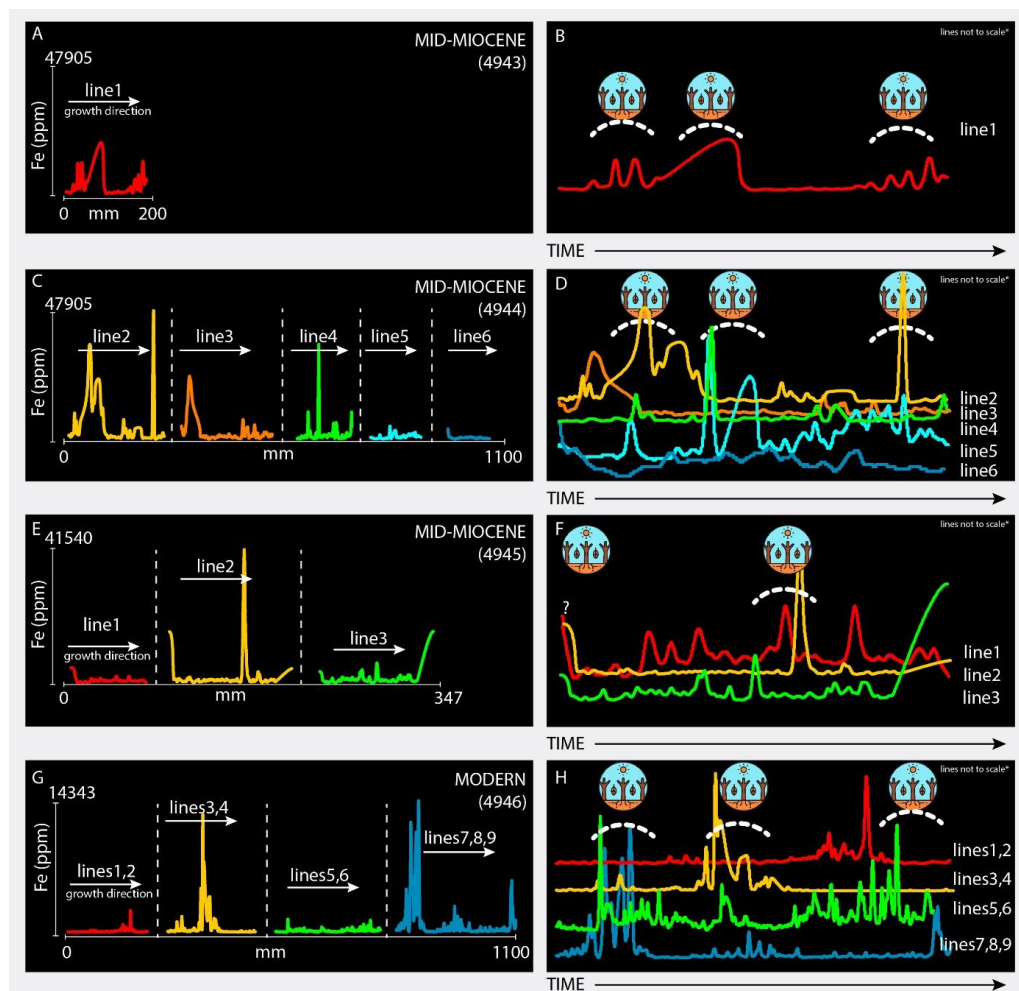 A
MID-MIOCENE
(4943)
47905
line1
growth direction
Fe (ppm)
0 mm 200
B
lines not to scale*
line1
TIME
C
MID-MIOCENE
(4944)
47905
line2 line3 line4 line5 line6
Fe (ppm)
0 mm 1100
D
lines not to scale*
line2
line3
line4
line5
line6
TIME
E
MID-MIOCENE
(4945)
41540
line2
line1
growth direction
line3
Fe (ppm)
0 mm 347
F
lines not to scale*
?
line1
line2
line3
TIME
G
MODERN
(4946)
14343
lines3,4
lines7,8,9
lines1,2
growth direction
lines5,6
Fe (ppm)
0 mm 1100
H
lines not to scale*
lines1,2
lines3,4
lines5,6
lines7,8,9
TIME